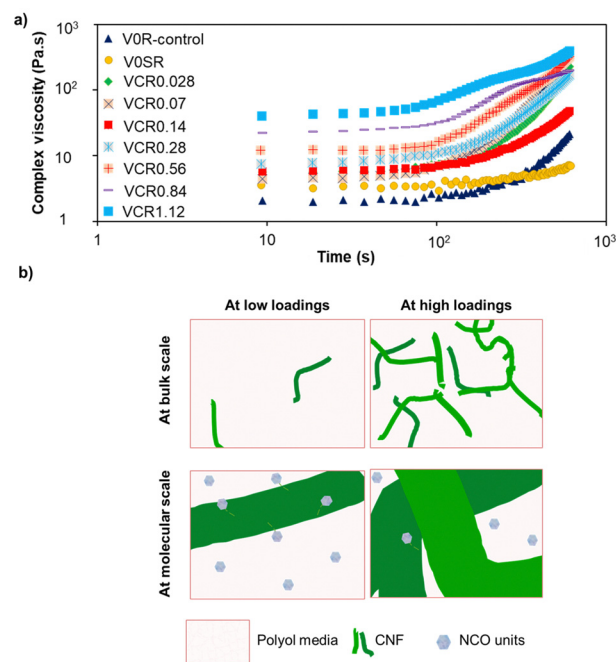 a)
Complex viscosity (Pa.s)
10³
10²
10
1
V0R-control
V0SR
VCR0.028
VCR0.07
VCR0.14
VCR0.28
VCR0.56
VCR0.84
VCR1.12
1
10
10²
10³
Time (s)
b)
At low loadings
At high loadings
At bulk scale
At molecular scale
Polyol media
CNF
NCO units